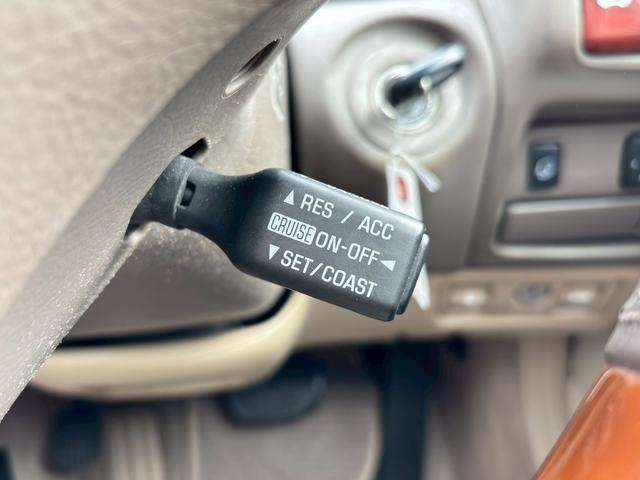 ▲ RES / ACC
CRUISE ON-OFF ◀
▼ SET/COAST